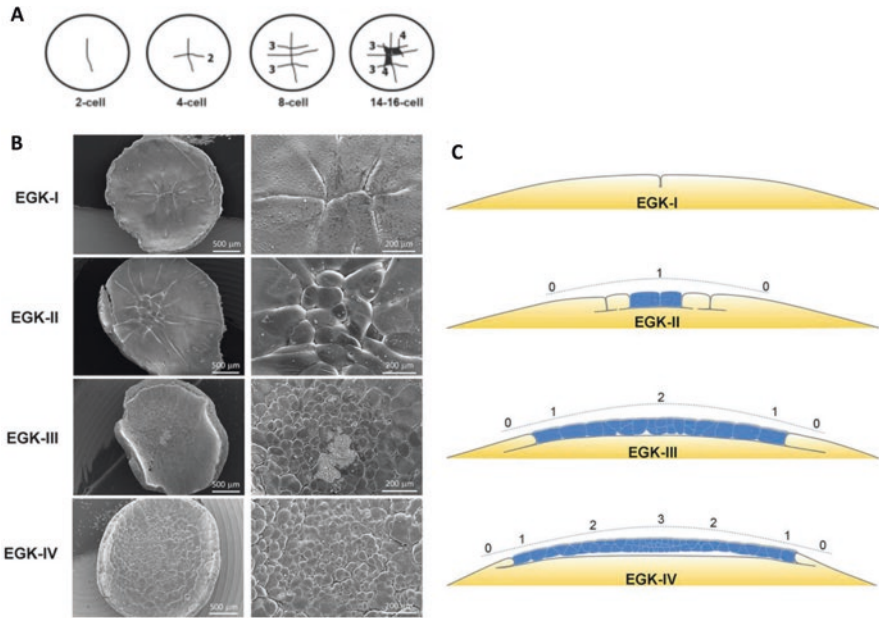 A
2
3
3
4
3
3
4
2-cell
4-cell
8-cell
14-16-cell
B
EGK-I
500 µm
200 µm
EGK-II
500 µm
200 µm
EGK-III
500 µm
200 µm
EGK-IV
500 µm
200 µm
C
EGK-I
0 1 0
EGK-II
0 1 2 1 0
EGK-III
0 1 2 3 2 1 0
EGK-IV